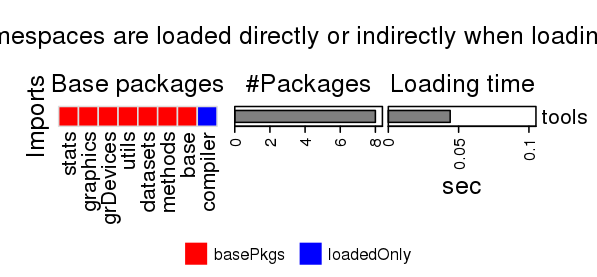 mespaces are loaded directly or indirectly when loadin
Base packages
#Packages
Loading time
Imports
tools
stats
graphics
grDevices
utils
datasets
methods
base
compiler
0
2
4
6
8
0
0.05
0.1
sec
basePkgs
loadedOnly